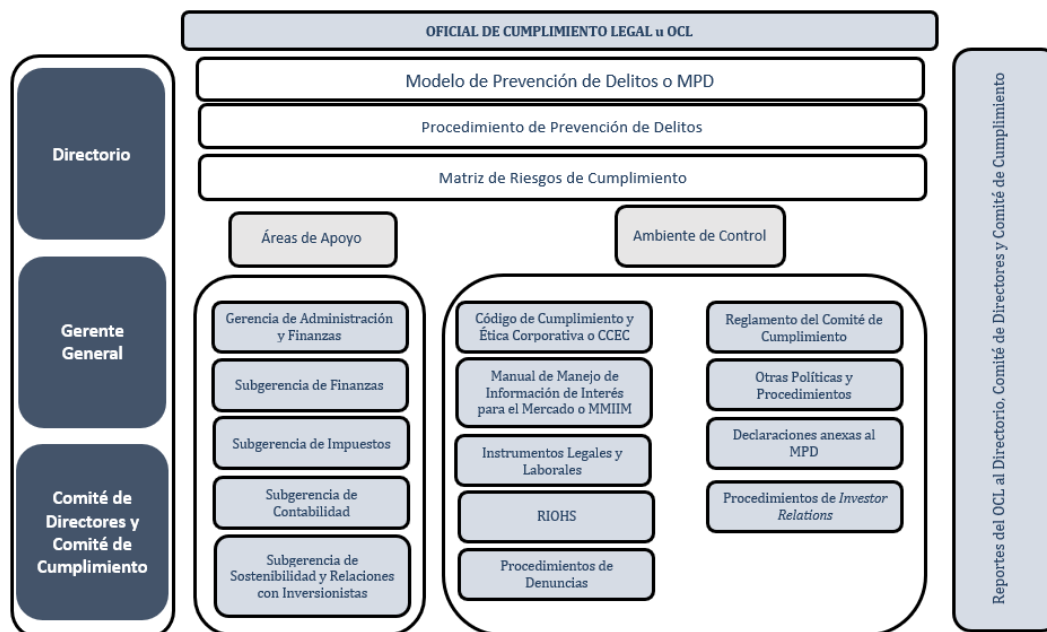 OFICIAL DE CUMPLIMIENTO LEGAL u OCL
Directorio
Gerente
General
Comité de
Directores y
Comité de
Cumplimiento
Modelo de Prevención de Delitos o MPD
Procedimiento de Prevención de Delitos
Matriz de Riesgos de Cumplimiento
Áreas de Apoyo
Gerencia de Administración
y Finanzas
Subgerencia de Finanzas
Subgerencia de Impuestos
Subgerencia de
Contabilidad
Subgerencia de
Sostenibilidad y Relaciones
con Inversionistas
Ambiente de Control
Código de Cumplimiento y
Ética Corporativa o CCEC
Manual de Manejo de
Información de Interés
para el Mercado o MMIIM
Instrumentos Legales y
Laborales
RIOHS
Procedimientos de
Denuncias
Reglamento del Comité de
Cumplimiento
Otras Políticas y
Procedimientos
Declaraciones anexas al
MPD
Procedimientos de Investor
Relations
Reportes del OCL al Directorio, Comité de Directores y Comité de Cumplimiento